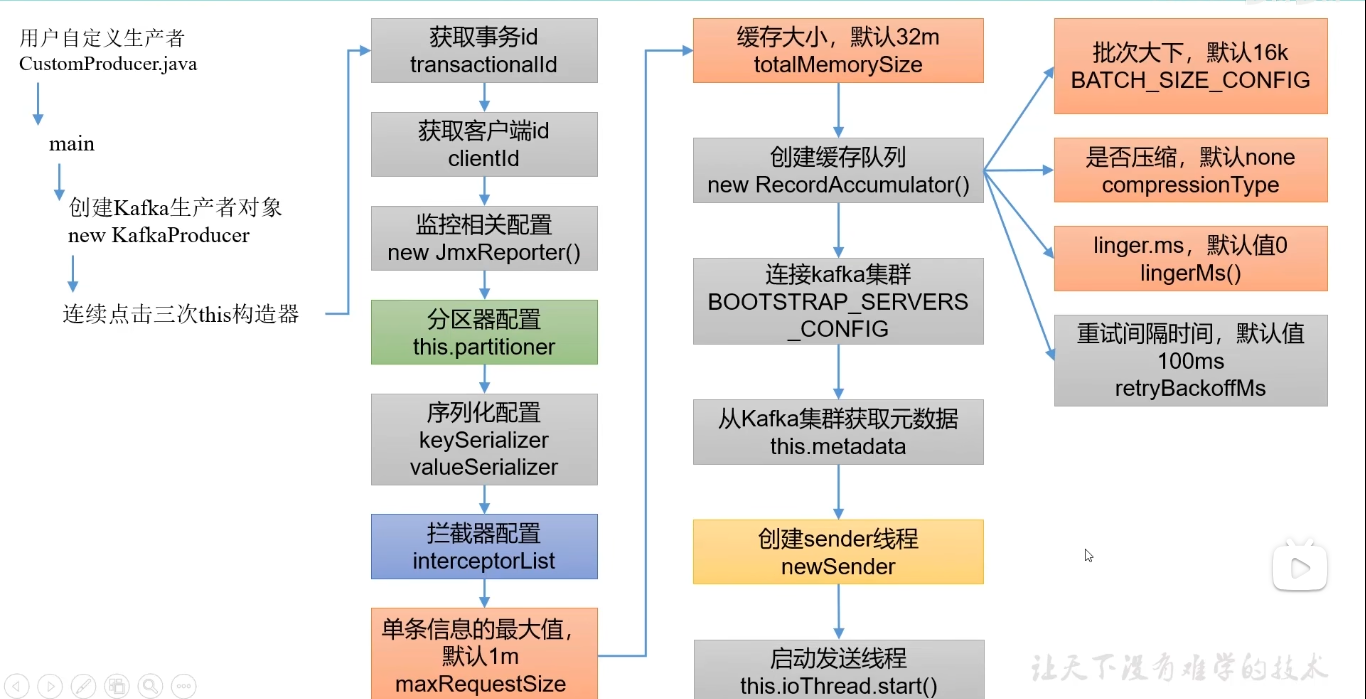 用户自定义生产者
CustomProducer.java
main
创建Kafka生产者对象
new KafkaProducer
连续点击三次this构造器
获取事务id
transactionalId
获取客户端id
clientId
监控相关配置
new JmxReporter()
分区器配置
this.partitioner
序列化配置
keySerializer
valueSerializer
拦截器配置
interceptorList
单条信息的最大值，
默认1m
maxRequestSize
缓存大小，默认32m
totalMemorySize
创建缓存队列
new RecordAccumulator()
连接kafka集群
BOOTSTRAP_SERVERS
_CONFIG
从Kafka集群获取元数据
this.metadata
创建sender线程
newSender
启动发送线程
this.ioThread.start()
批次大下，默认16k
BATCH_SIZE_CONFIG
是否压缩，默认none
compressionType
linger.ms，默认值0
lingerMs()
重试间隔时间，默认值
100ms
retryBackoffMs
让天下没有难学的技术